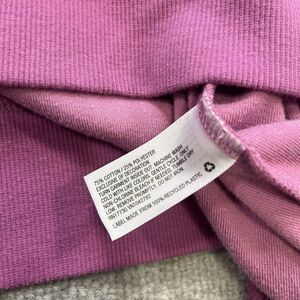 75% COTTON / 25% POLYESTER
EXCLUSIVE OF DECORATION
TURN GARMENT INSIDE OUT. MACHINE WASH
COLD WITH LIKE COLORS, GENTLE CYCLE. ONLY
NON-CHLORINE BLEACH IF NEEDED. TUMBLE DRY
LOW. REMOVE PROMPTLY. DO NOT IRON.
LABEL MADE FROM 100% RECYCLED PLASTIC